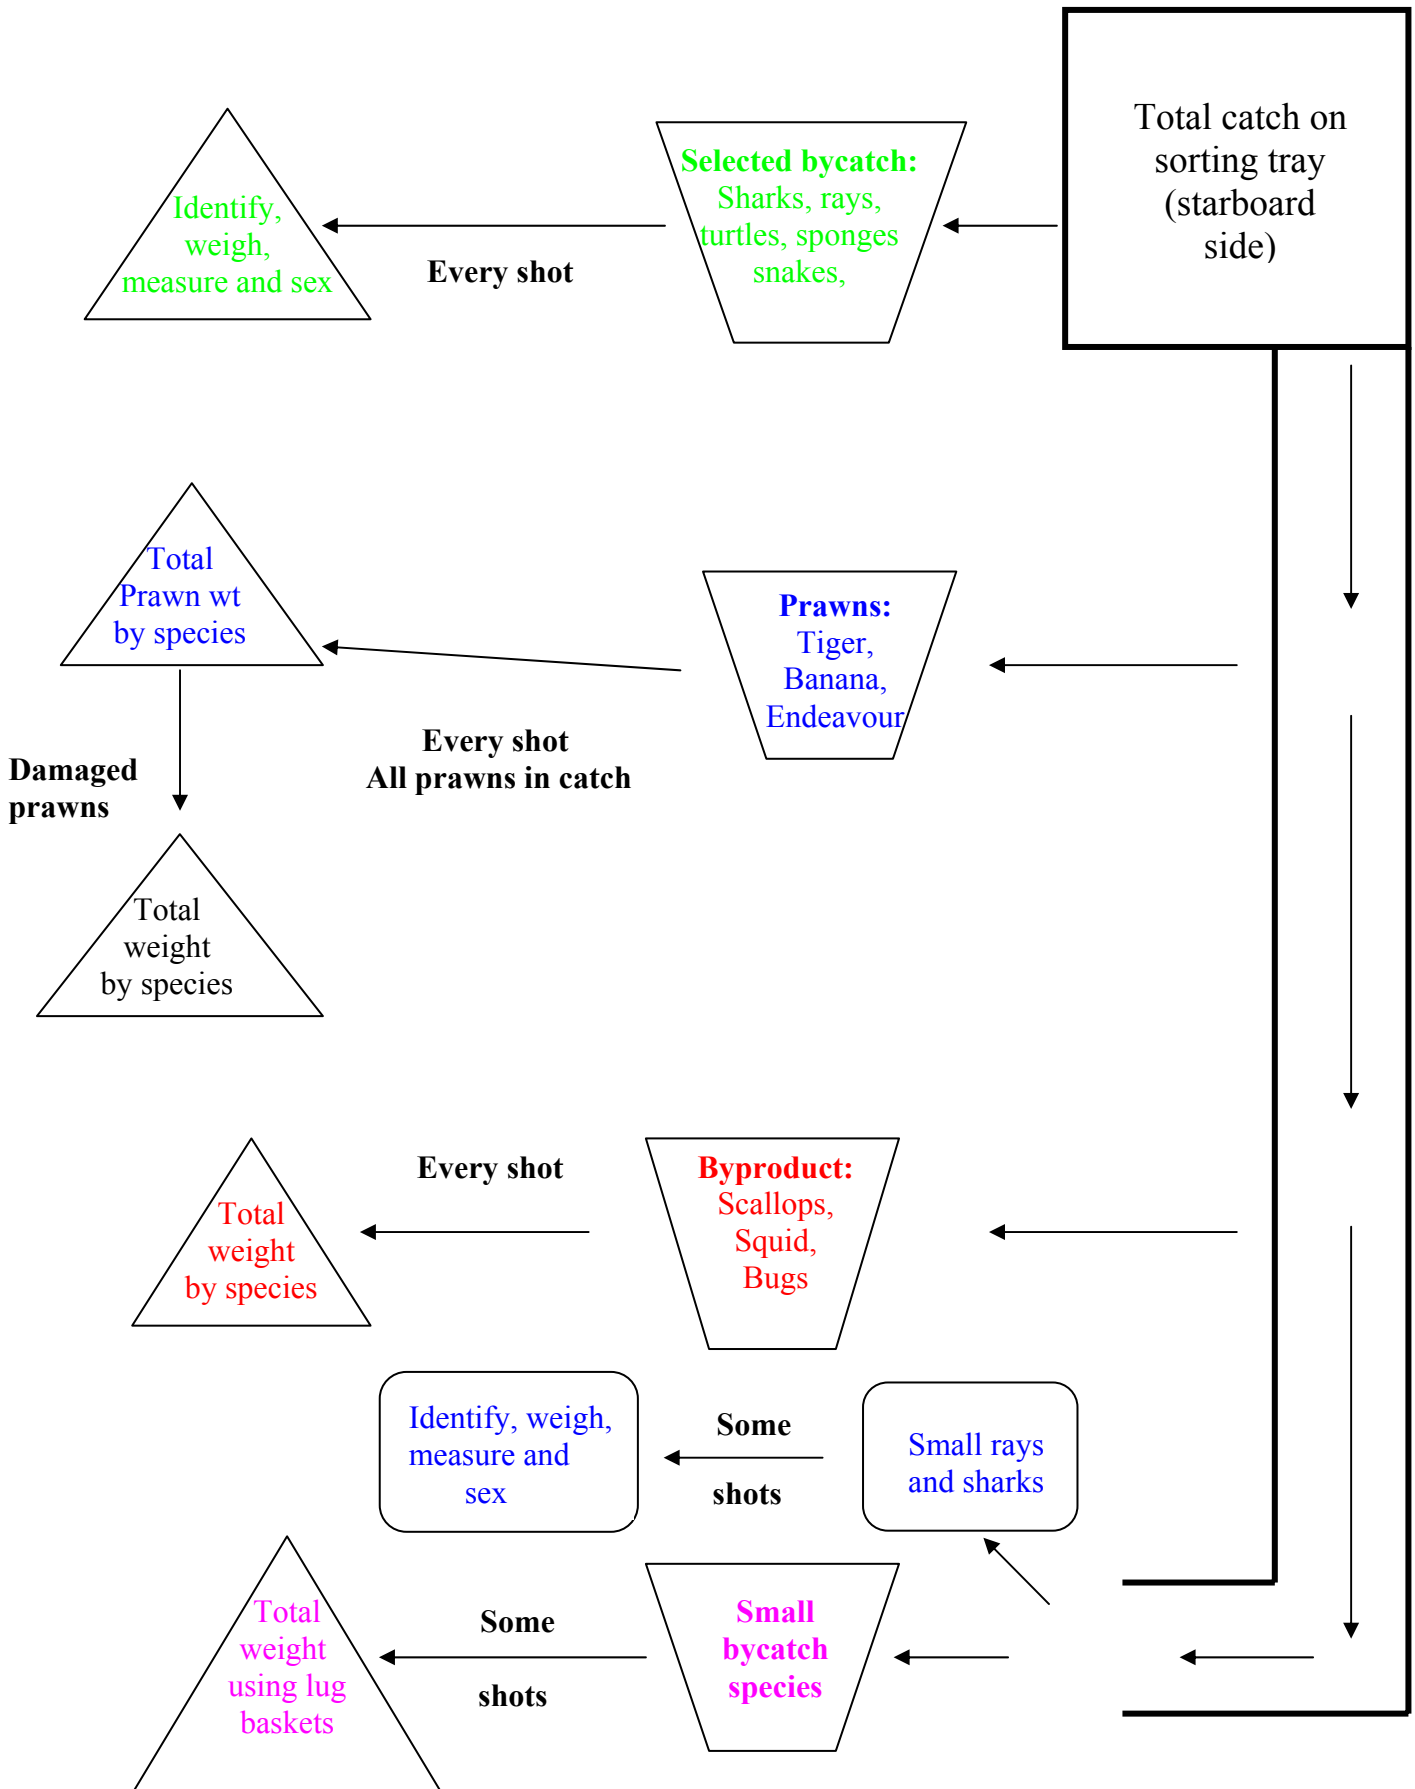 Total catch on
sorting tray
(starboard
side)
Selected bycatch:
Sharks, rays,
turtles, sponges
snakes,
Every shot
Identify,
weigh,
measure and sex
Prawns:
Tiger,
Banana,
Endeavour
Every shot
All prawns in catch
Total
Prawn wt
by species
Damaged
prawns
Total
weight
by species
Byproduct:
Scallops,
Squid,
Bugs
Every shot
Total
weight
by species
Small rays
and sharks
Some
shots
Identify, weigh,
measure and
sex
Small
bycatch
species
Some
shots
Total
weight
using lug
baskets